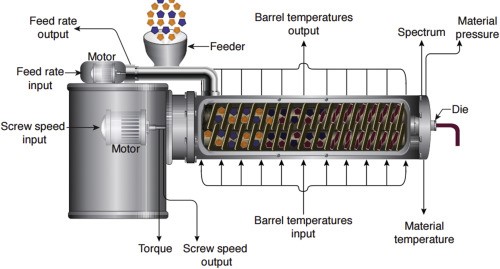 Feed rate
output
Motor
Feed rate
input
Feeder
Barrel temperatures
output
Spectrum
Material
pressure
Screw speed
input
Motor
Die
Torque
Screw speed
output
Barrel temperatures
input
Material
temperature